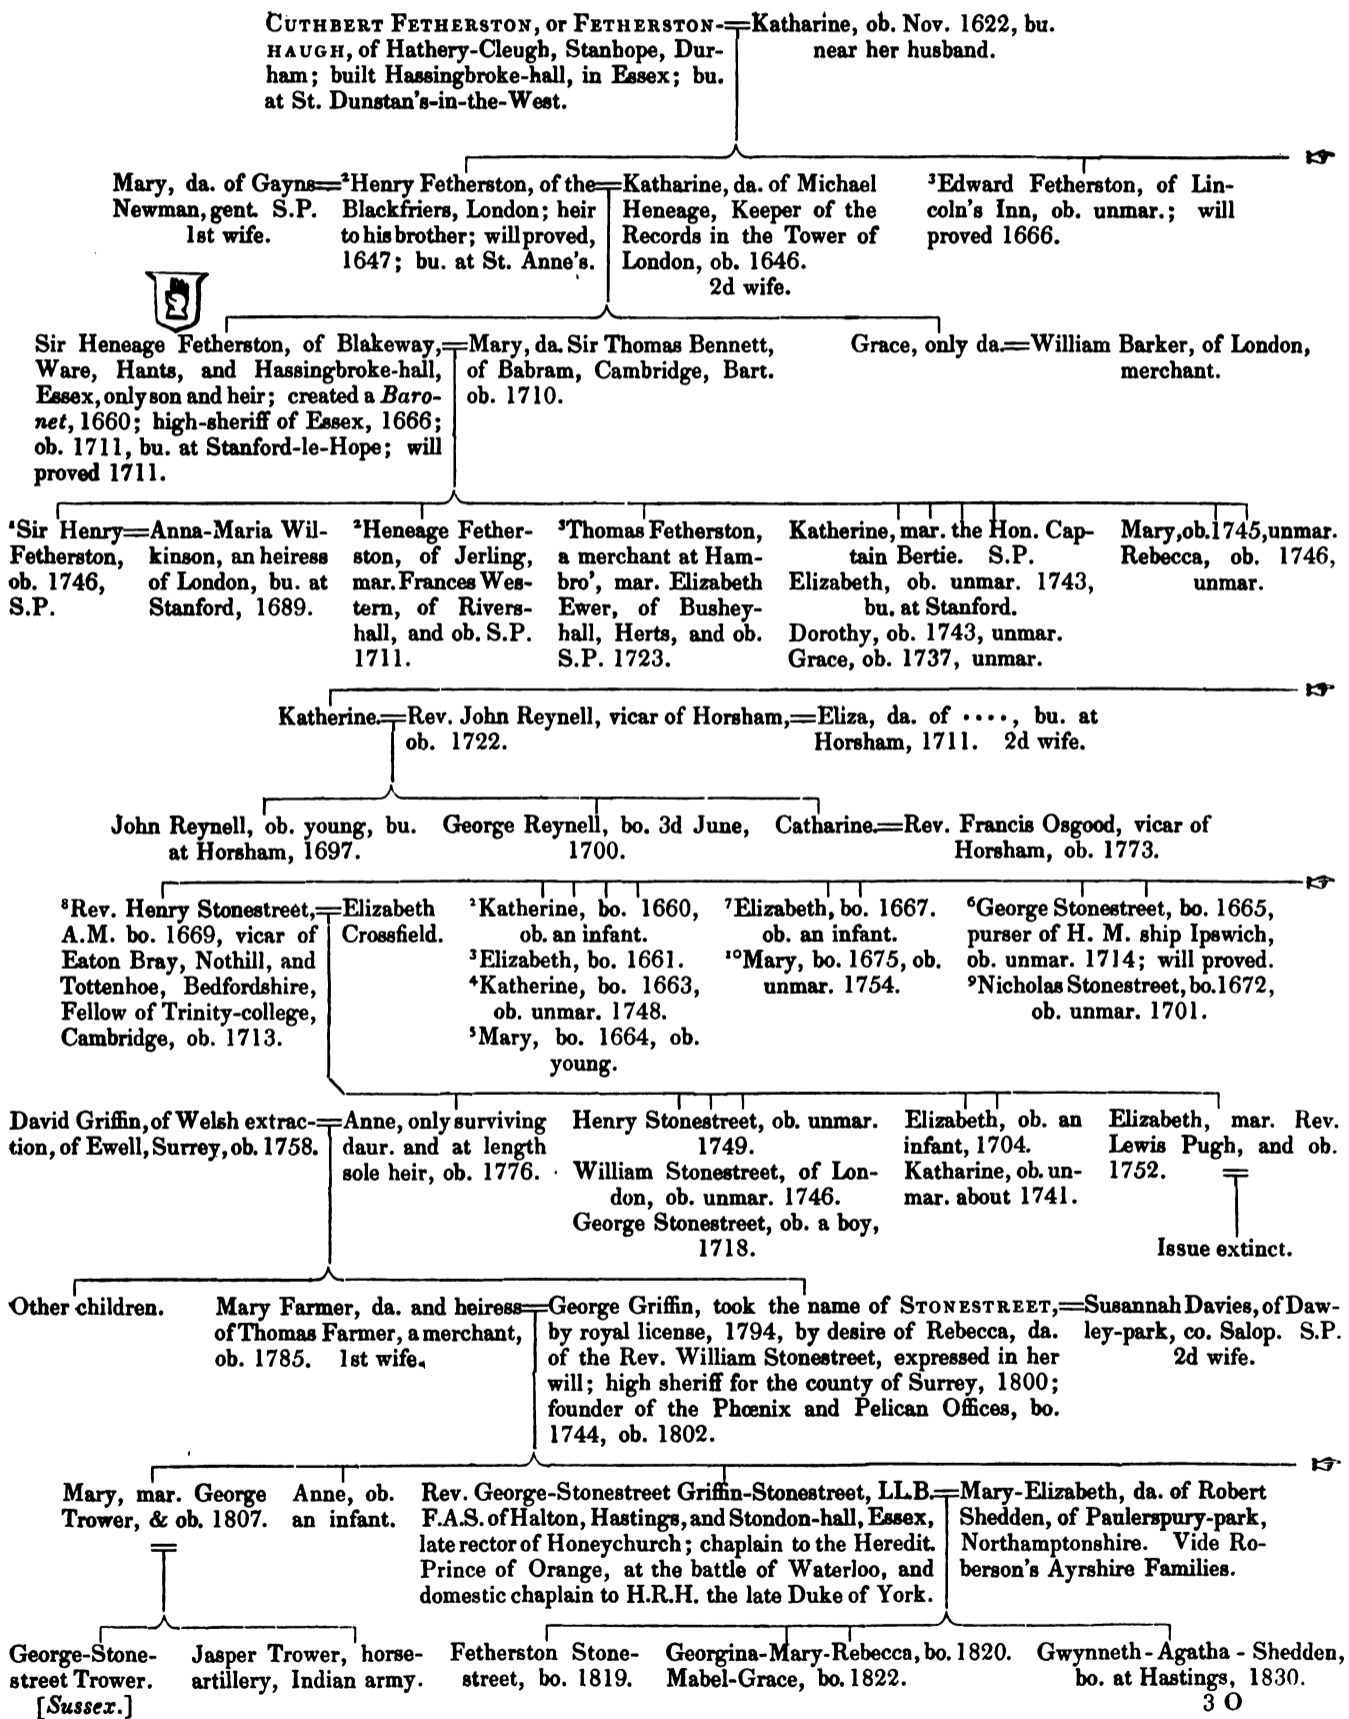 CUTHBERT FETHERSTON, or FETHERSTON-
HAUGH, of Hathery-Cleugh, Stanhope, Dur-
ham; built Hassingbroke-hall, in Essex; bu.
at St. Dunstan's-in-the-West.
Katharine, ob. Nov. 1622, bu.
near her husband.
Mary, da. of Gayns
Newman, gent. S.P.
1st wife.
²Henry Fetherston, of the
Blackfriers, London; heir
to his brother; will proved,
1647; bu. at St. Anne's.
Katharine, da. of Michael
Heneage, Keeper of the
Records in the Tower of
London, ob. 1646.
2d wife.
³Edward Fetherston, of Lin-
coln's Inn, ob. unmar.; will
proved 1666.
Sir Heneage Fetherston, of Blakeway,
Ware, Hants, and Hassingbroke-hall,
Essex, only son and heir; created a Baro-
net, 1660; high-sheriff of Essex, 1666;
ob. 1711, bu. at Stanford-le-Hope; will
proved 1711.
Mary, da. Sir Thomas Bennett,
of Babram, Cambridge, Bart.
ob. 1710.
Grace, only da.
William Barker, of London,
merchant.
¹Sir Henry
Fetherston,
ob. 1746,
S.P.
Anna-Maria Wil-
kinson, an heiress
of London, bu. at
Stanford, 1689.
²Heneage Fether-
ston, of Jerling,
mar. Frances Wes-
tern, of Rivers-
hall, and ob. S.P.
1711.
³Thomas Fetherston,
a merchant at Ham-
bro', mar. Elizabeth
Ewer, of Bushey-
hall, Herts, and ob.
S.P. 1723.
Katherine, mar. the Hon. Cap-
tain Bertie. S.P.
Elizabeth, ob. unmar. 1743,
bu. at Stanford.
Dorothy, ob. 1743, unmar.
Grace, ob. 1737, unmar.
Mary, ob. 1745, unmar.
Rebecca, ob. 1746,
unmar.
Katherine.
Rev. John Reynell, vicar of Horsham,
ob. 1722.
Eliza, da. of ····, bu. at
Horsham, 1711. 2d wife.
John Reynell, ob. young, bu.
at Horsham, 1697.
George Reynell, bo. 3d June,
1700.
Catharine.
Rev. Francis Osgood, vicar of
Horsham, ob. 1773.
⁸Rev. Henry Stonestreet,
A.M. bo. 1669, vicar of
Eaton Bray, Nothill, and
Tottenhoe, Bedfordshire,
Fellow of Trinity-college,
Cambridge, ob. 1713.
Elizabeth
Crossfield.
²Katherine, bo. 1660,
ob. an infant.
³Elizabeth, bo. 1661.
⁴Katherine, bo. 1663,
ob. unmar. 1748.
⁵Mary, bo. 1664, ob.
young.
⁷Elizabeth, bo. 1667.
ob. an infant.
¹⁰Mary, bo. 1675, ob.
unmar. 1754.
⁶George Stonestreet, bo. 1665,
purser of H. M. ship Ipswich,
ob. unmar. 1714; will proved.
⁹Nicholas Stonestreet, bo. 1672,
ob. unmar. 1701.
David Griffin, of Welsh extrac-
tion, of Ewell, Surrey, ob. 1758.
Anne, only surviving
daur. and at length
sole heir, ob. 1776.
Henry Stonestreet, ob. unmar.
1749.
William Stonestreet, of Lon-
don, ob. unmar. 1746.
George Stonestreet, ob. a boy,
1718.
Elizabeth, ob. an
infant, 1704.
Katharine, ob. un-
mar. about 1741.
Elizabeth, mar. Rev.
Lewis Pugh, and ob.
1752.
Issue extinct.
Other children.
Mary Farmer, da. and heiress
of Thomas Farmer, a merchant,
ob. 1785. 1st wife.
George Griffin, took the name of STONESTREET,
by royal license, 1794, by desire of Rebecca, da.
of the Rev. William Stonestreet, expressed in her
will; high sheriff for the county of Surrey, 1800;
founder of the Phœnix and Pelican Offices, bo.
1744, ob. 1802.
Susannah Davies, of Daw-
ley-park, co. Salop. S.P.
2d wife.
Mary, mar. George
Trower, & ob. 1807.
Anne, ob.
an infant.
Rev. George-Stonestreet Griffin-Stonestreet, LLB.
F.A.S. of Halton, Hastings, and Stondon-hall, Essex,
late rector of Honeychurch; chaplain to the Heredit.
Prince of Orange, at the battle of Waterloo, and
domestic chaplain to H.R.H. the late Duke of York.
Mary-Elizabeth, da. of Robert
Shedden, of Paulerspury-park,
Northamptonshire. Vide Ro-
berson's Ayrshire Families.
George-Stone-
street Trower.
Jasper Trower, horse-
artillery, Indian army.
Fetherston Stone-
street, bo. 1819.
Georgina-Mary-Rebecca, bo. 1820.
Mabel-Grace, bo. 1822.
Gwynneth-Agatha-Shedden,
bo. at Hastings, 1830.
[Sussex.]
3 O